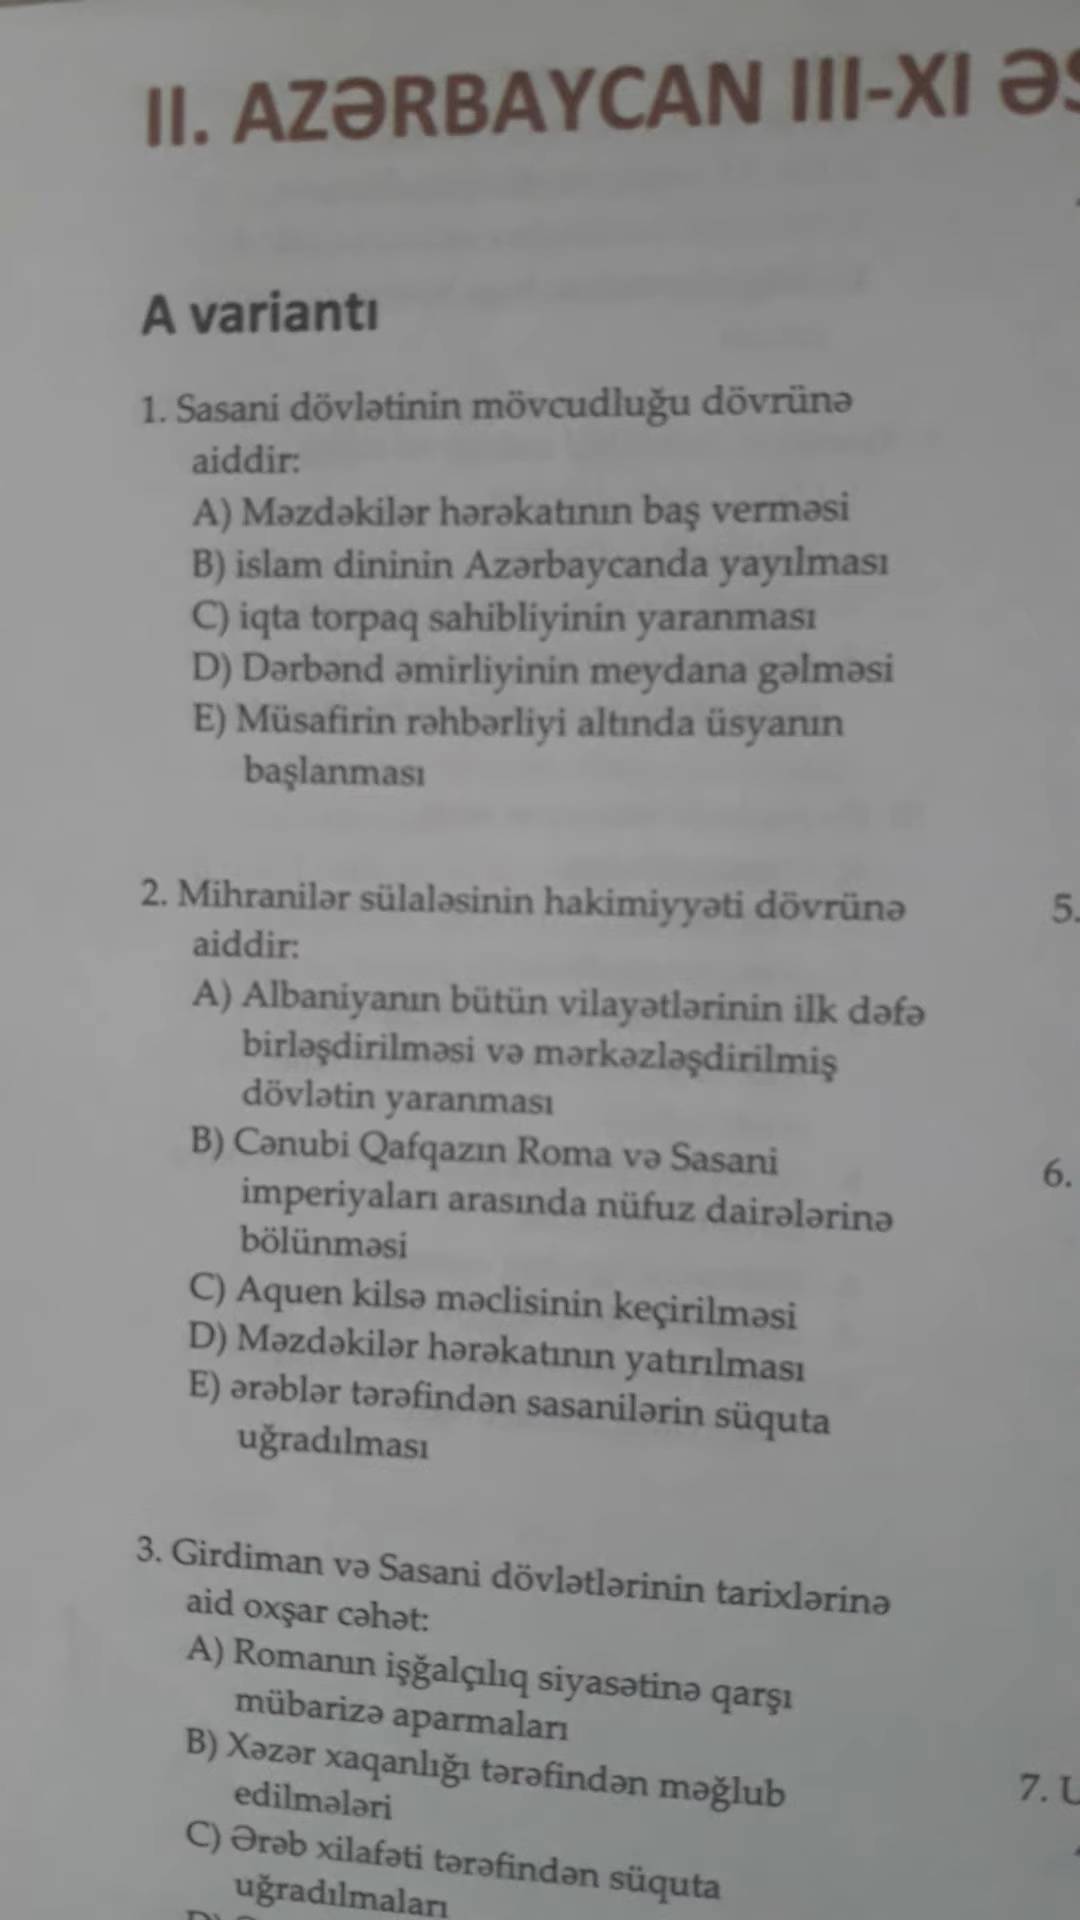 II. AZƏRBAYCAN III-XI
A variantı
1. Sasani dövlətinin mövcudluğu dövrünə
aiddir:
A) Məzdəkilər hərəkatının baş verməsi
B) islam dininin Azərbaycanda yayılması
C) iqta torpaq sahibliyinin yaranması
D) Dərbənd əmirliyinin meydana gəlməsi
E) Müsafirin rəhbərliyi altında üsyanın
başlanması
2. Mihranilər sülaləsinin hakimiyyəti dövrünə
aiddir:
A) Albaniyanın bütün vilayətlərinin ilk dəfə
birləşdirilməsi və mərkəzləşdirilmiş
dövlətin yaranması
B) Cənubi Qafqazın Roma və Sasani
imperiyaları arasında nüfuz dairələrinə
bölünməsi
C) Aquen kilsə məclisinin keçirilməsi
D) Məzdəkilər hərəkatının yatırılması
E) ərəblər tərəfindən sasanilərin süquta
uğradılması
3. Girdiman və Sasani dövlətlərinin tarixlərinə
aid oxşar cəhət:
A) Romanın işğalçılıq siyasətinə qarşı
mübarizə aparmaları
B) Xəzər xaqanlığı tərəfindən məğlub
edilmələri
C) Ərəb xilafəti tərəfindən süquta
uğradılmaları
5.
6.
7.